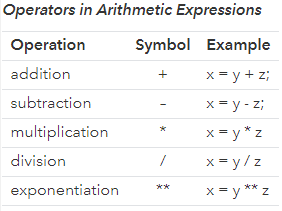 Operators in Arithmetic Expressions
Operation Symbol Example
addition + x = y + z;
subtraction - x = y - z;
multiplication * x = y * z
division / x = y / z
exponentiation ** x = y ** z